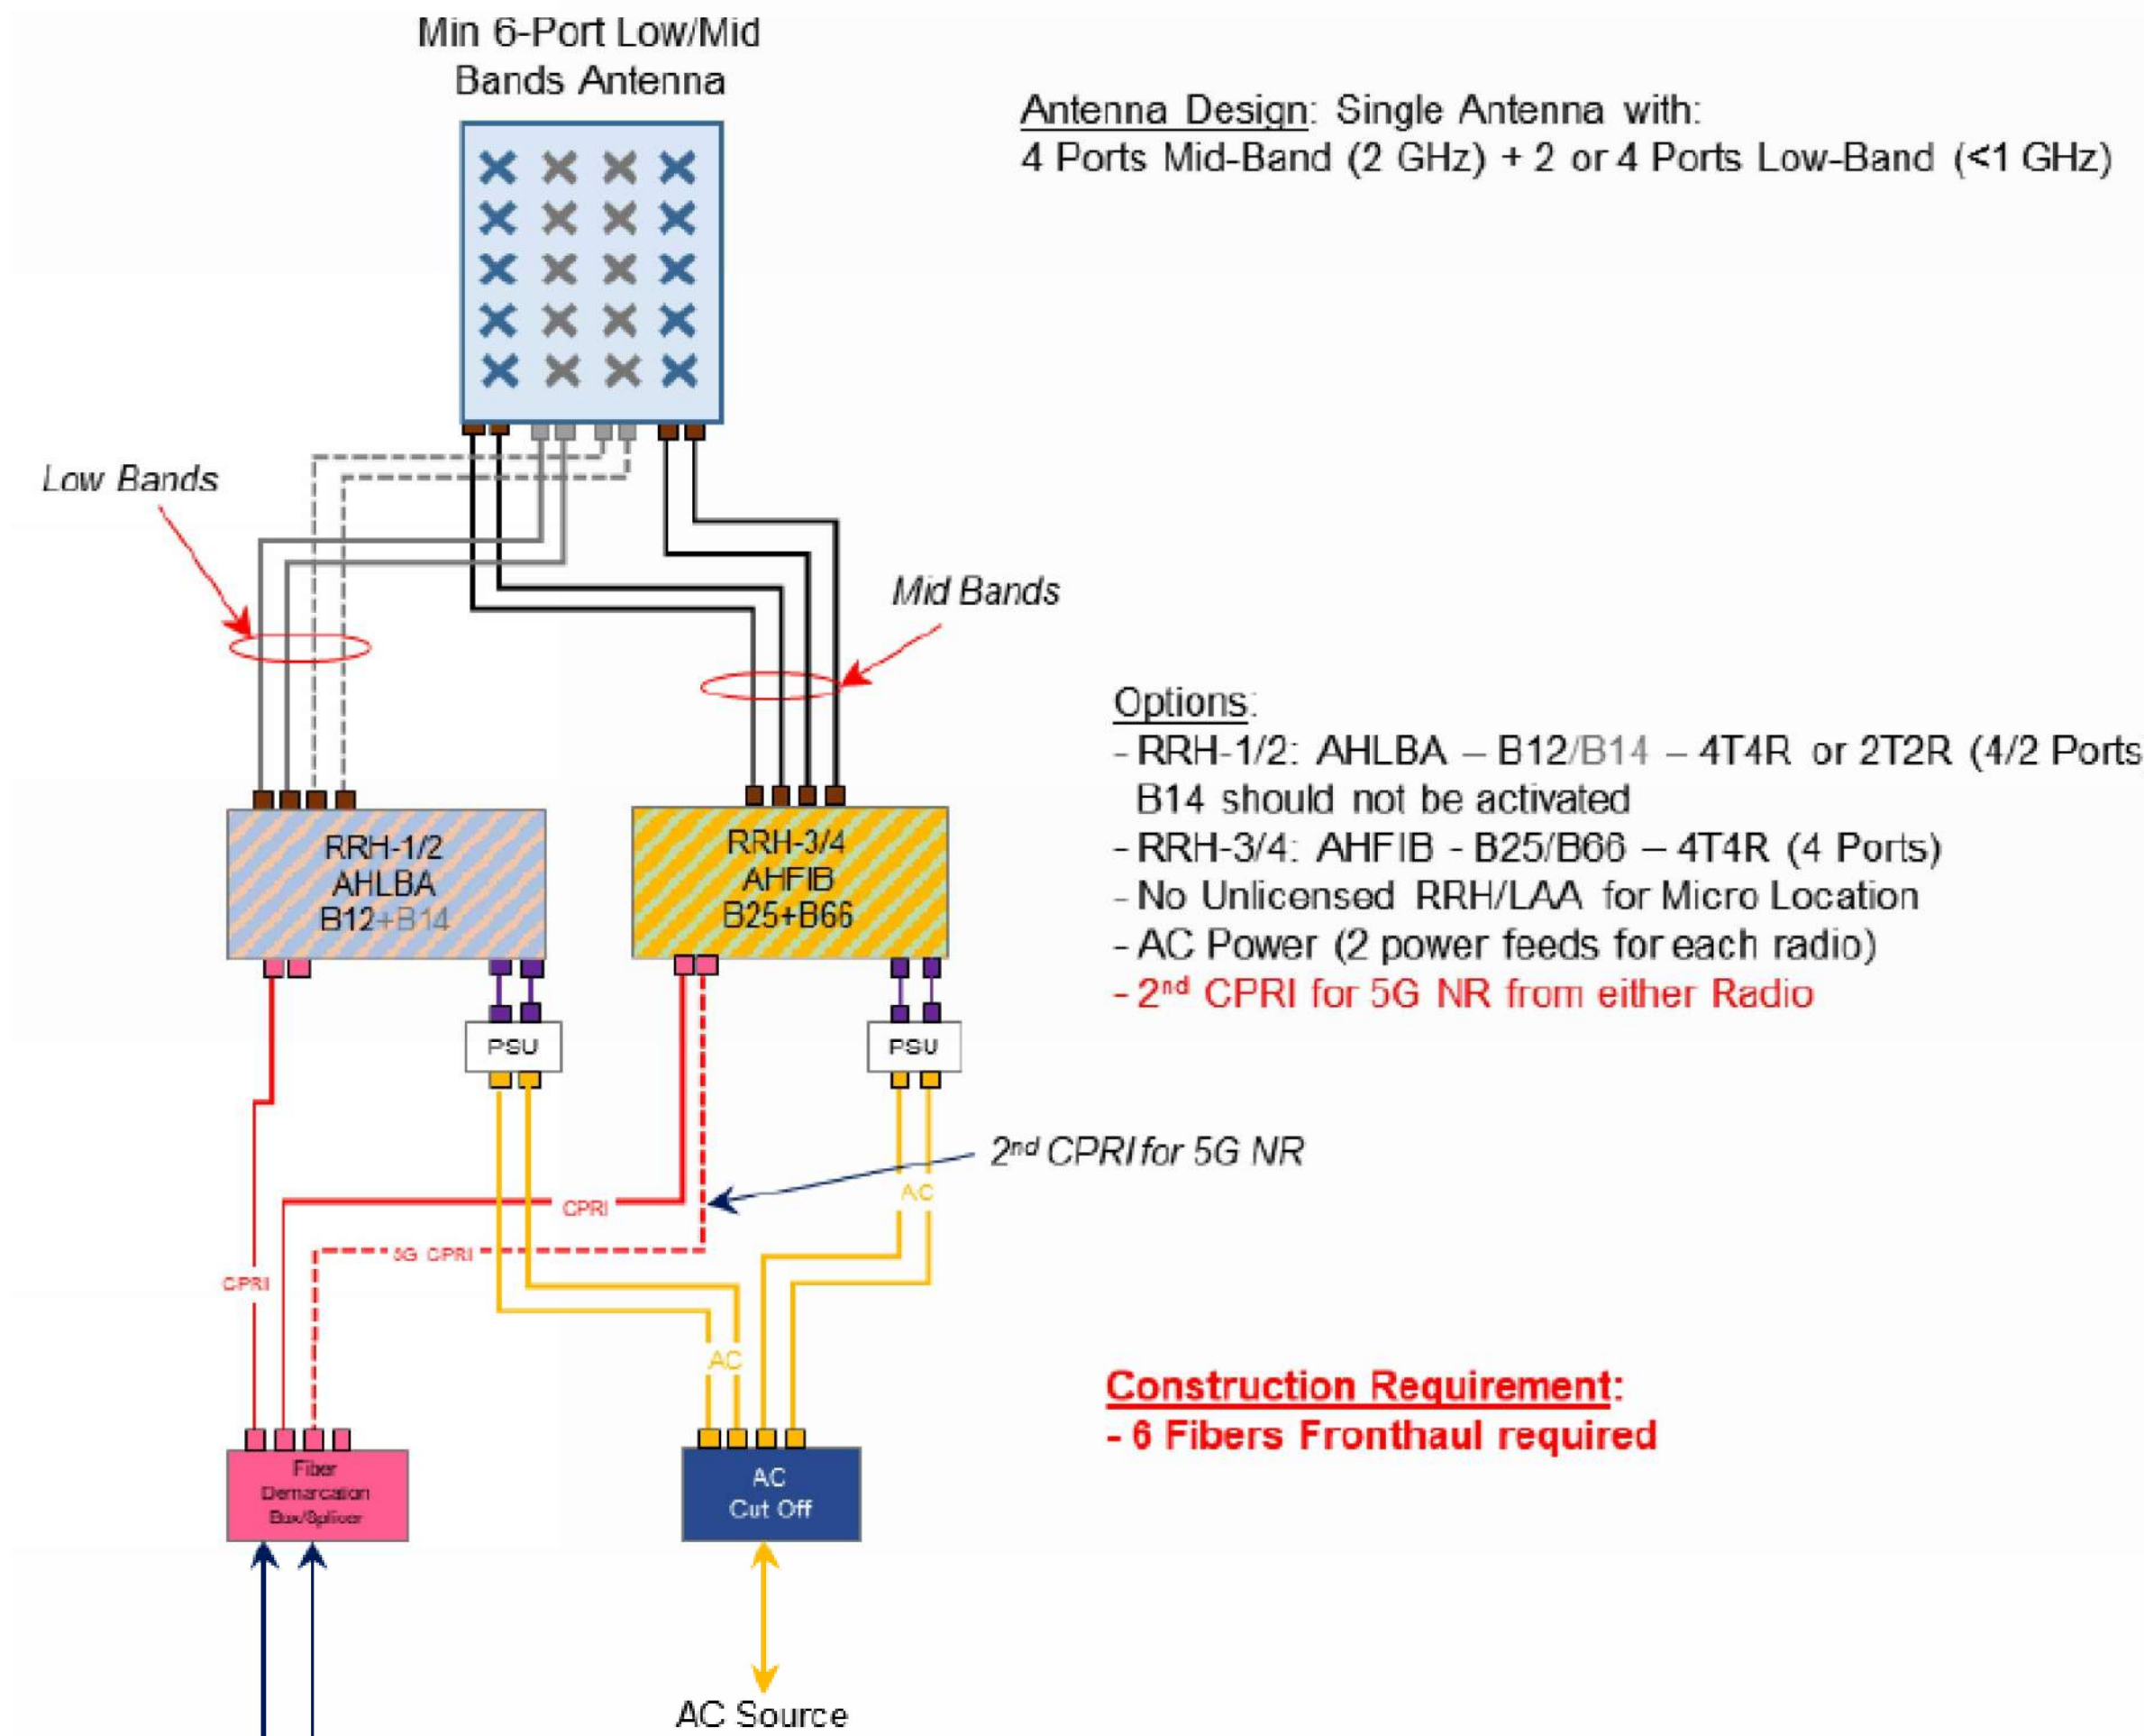 Min 6-Port Low/Mid
Bands Antenna
Antenna Design: Single Antenna with:
4 Ports Mid-Band (2 GHz) + 2 or 4 Ports Low-Band (<1 GHz)
Low Bands
Mid Bands
Options:
- RRH-1/2: AHLBA – B12/B14 – 4T4R or 2T2R (4/2 Ports
B14 should not be activated
- RRH-3/4: AHFIB - B25/B66 – 4T4R (4 Ports)
- No Unlicensed RRH/LAA for Micro Location
- AC Power (2 power feeds for each radio)
- 2nd CPRI for 5G NR from either Radio
RRH-1/2
AHLBA
B12+B14
RRH-3/4
AHFIB
B25+B66
PSU
PSU
2nd CPRI for 5G NR
AC
CPRI
5G CPRI
CPRI
AC
Construction Requirement:
- 6 Fibers Fronthaul required
Fiber
Demarcation
Box/Splicer
AC
Cut Off
AC Source